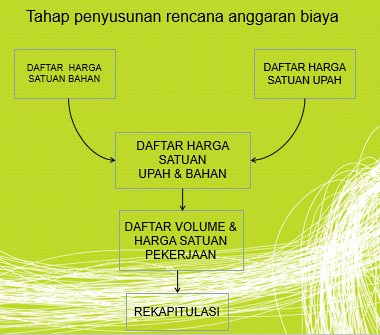 Tahap penyusunan rencana anggaran biaya
DAFTAR HARGA
SATUAN BAHAN
DAFTAR HARGA
SATUAN UPAH
DAFTAR HARGA
SATUAN
UPAH & BAHAN
DAFTAR VOLUME &
HARGA SATUAN
PEKERJAAN
REKAPITULASI